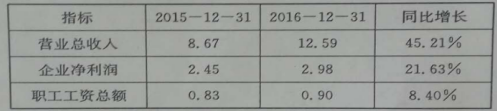 指标 2015－12－31 2016－12－31 同比增长
营业总收入 8.67 12.59 45.21%
企业净利润 2.45 2.98 21.63%
职工工资总额 0.83 0.90 8.40%